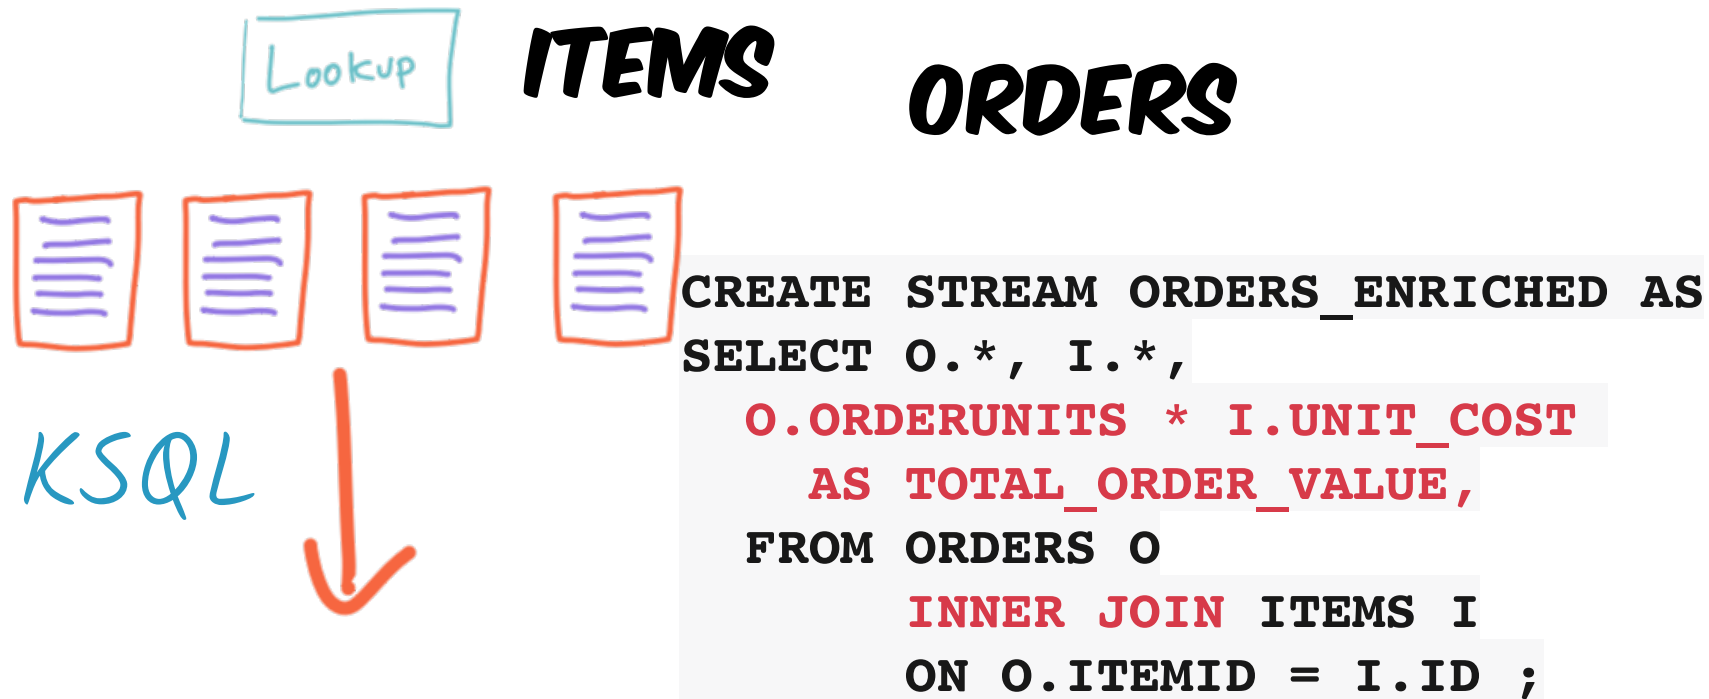 Lookup
ITEMS
ORDERS
CREATE STREAM ORDERS_ENRICHED AS
SELECT O.*, I.*,
O.ORDERUNITS * I.UNIT_COST
AS TOTAL_ORDER_VALUE,
FROM ORDERS O
INNER JOIN ITEMS I
ON O.ITEMID = I.ID ;
KSQL